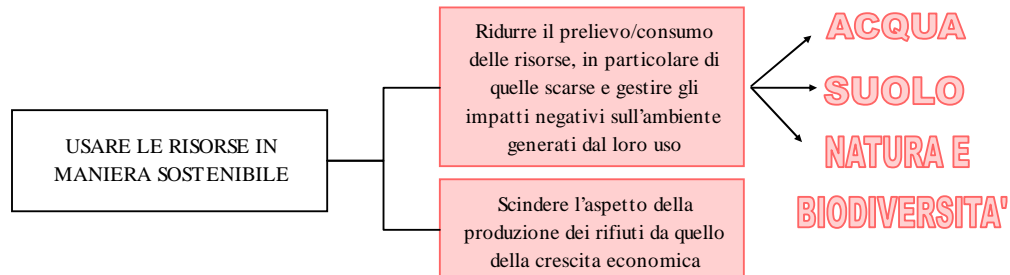 USARE LE RISORSE IN
MANIERA SOSTENIBILE
Ridurre il prelievo/consumo
delle risorse, in particolare di
quelle scarse e gestire gli
impatti negativi sull'ambiente
generati dal loro uso
ACQUA
SUOLO
NATURA E
BIODIVERSITA'
Scindere l'aspetto della
produzione dei rifiuti da quello
della crescita economica